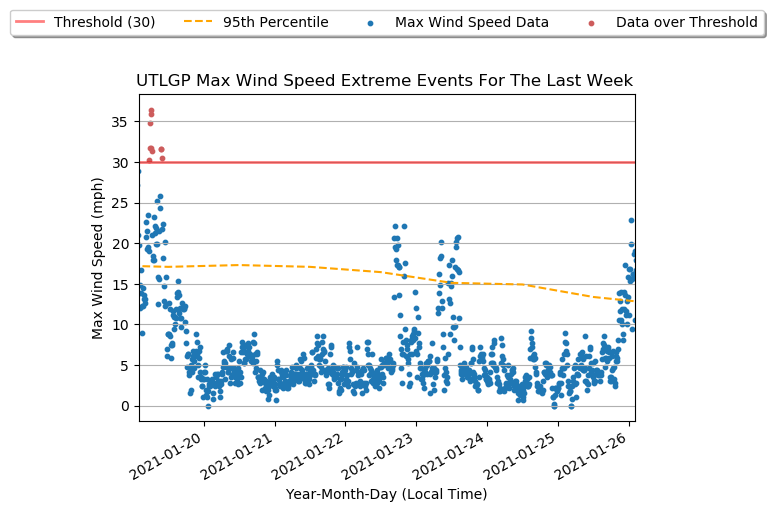 Threshold (30) 95th Percentile Max Wind Speed Data Data over Threshold
UTLGP Max Wind Speed Extreme Events For The Last Week
35
30
25
20
15
10
5
0
Max Wind Speed (mph)
2021-01-20 2021-01-21 2021-01-22 2021-01-23 2021-01-24 2021-01-25 2021-01-26
Year-Month-Day (Local Time)